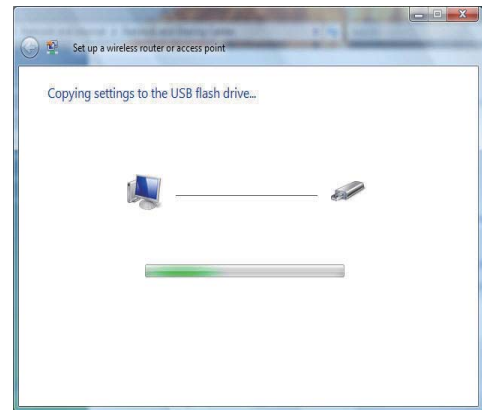 Set up a wireless router or access point
Copying settings to the USB flash drive...